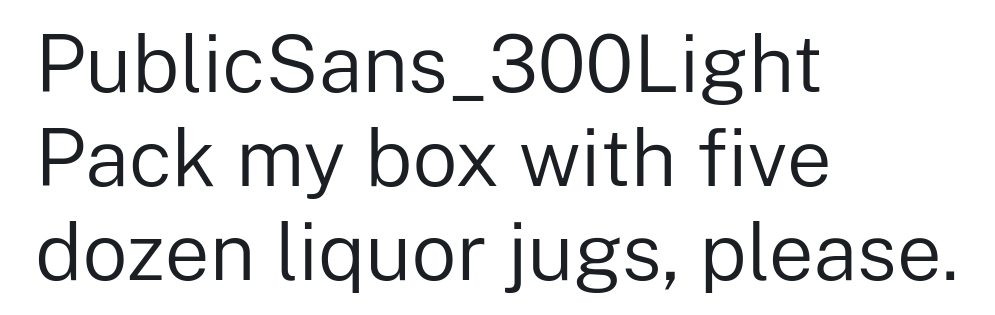 PublicSans_300Light
Pack my box with five
dozen liquor jugs, please.